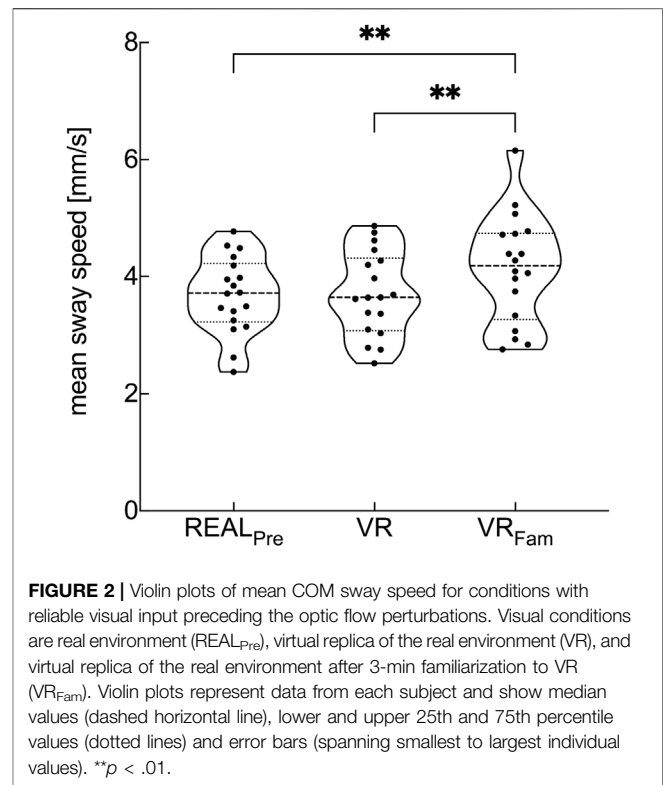 **
**
8
6
4
2
0
mean sway speed [mm/s]
REALPre
VR
VRFam
FIGURE 2 | Violin plots of mean COM sway speed for conditions with
reliable visual input preceding the optic flow perturbations. Visual conditions
are real environment (REALPre), virtual replica of the real environment (VR), and
virtual replica of the real environment after 3-min familiarization to VR
(VRFam). Violin plots represent data from each subject and show median
values (dashed horizontal line), lower and upper 25th and 75th percentile
values (dotted lines) and error bars (spanning smallest to largest individual
values). **p < .01.